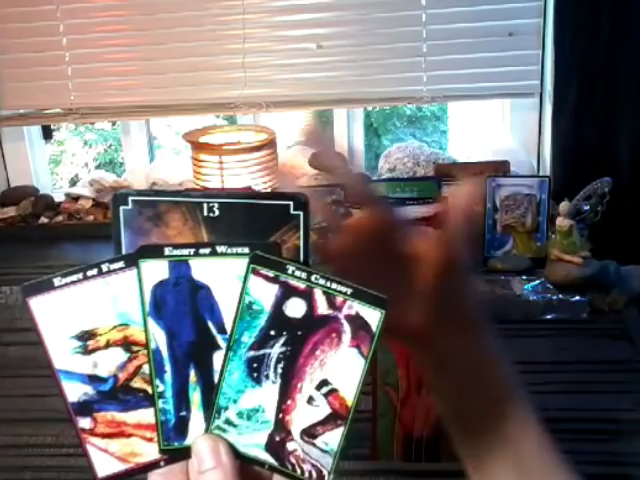 13
EIGHT OF FIRE
EIGHT OF WATER
THE CHARIOT